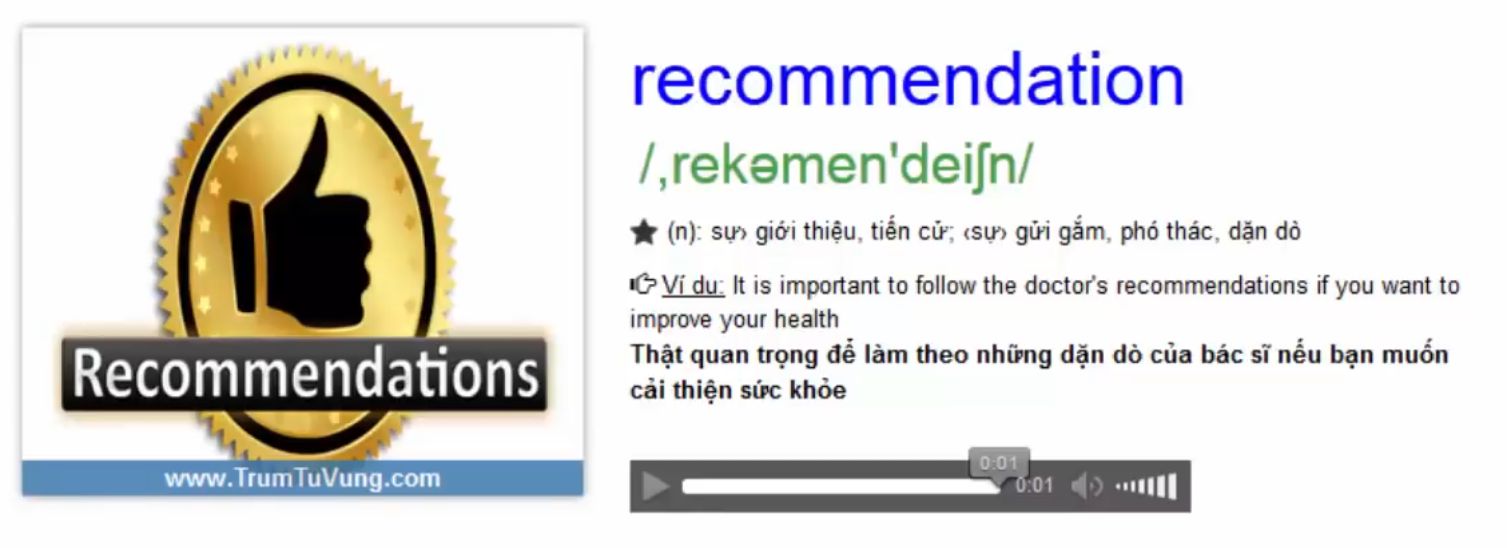 Recommendations
www.TrumTuVung.com
recommendation
/,rekəmen'deiʃn/
★ (n): sự› giới thiệu, tiến cử; ‹sự› gửi gắm, phó thác, dặn dò
Ví dụ: It is important to follow the doctor's recommendations if you want to
improve your health
Thật quan trọng để làm theo những dặn dò của bác sĩ nếu bạn muốn
cải thiện sức khỏe
0:01
0:01